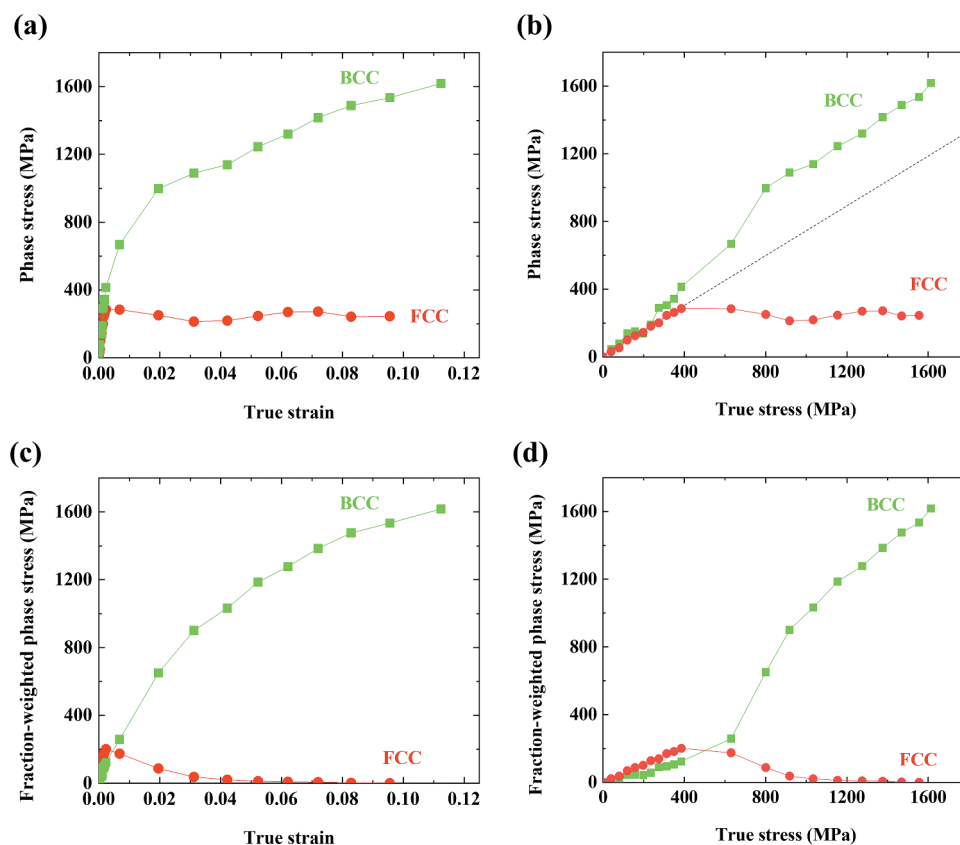 (a)
1600
1200
800
400
0
0.00 0.02 0.04 0.06 0.08 0.10 0.12
Phase stress (MPa)
True strain
BCC
FCC
(b)
1600
1200
800
400
0
0 400 800 1200 1600
Phase stress (MPa)
True stress (MPa)
BCC
FCC
(c)
1600
1200
800
400
0
0.00 0.02 0.04 0.06 0.08 0.10 0.12
Fraction-weighted phase stress (MPa)
True strain
BCC
FCC
(d)
1600
1200
800
400
0
0 400 800 1200 1600
Fraction-weighted phase stress (MPa)
True stress (MPa)
BCC
FCC